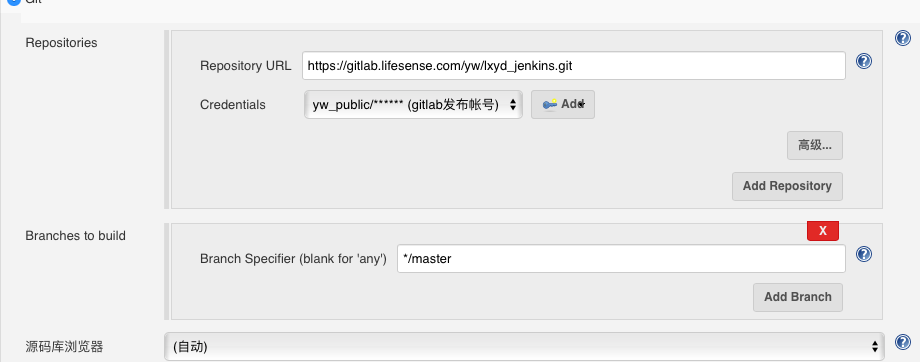 Git
Repositories
Repository URL https://gitlab.lifesense.com/yw/lxyd_jenkins.git
Credentials yw_public/****** (gitlab发布帐号) Add
高级...
Add Repository
Branches to build
X
Branch Specifier (blank for 'any') */master
Add Branch
源码库浏览器 (自动)